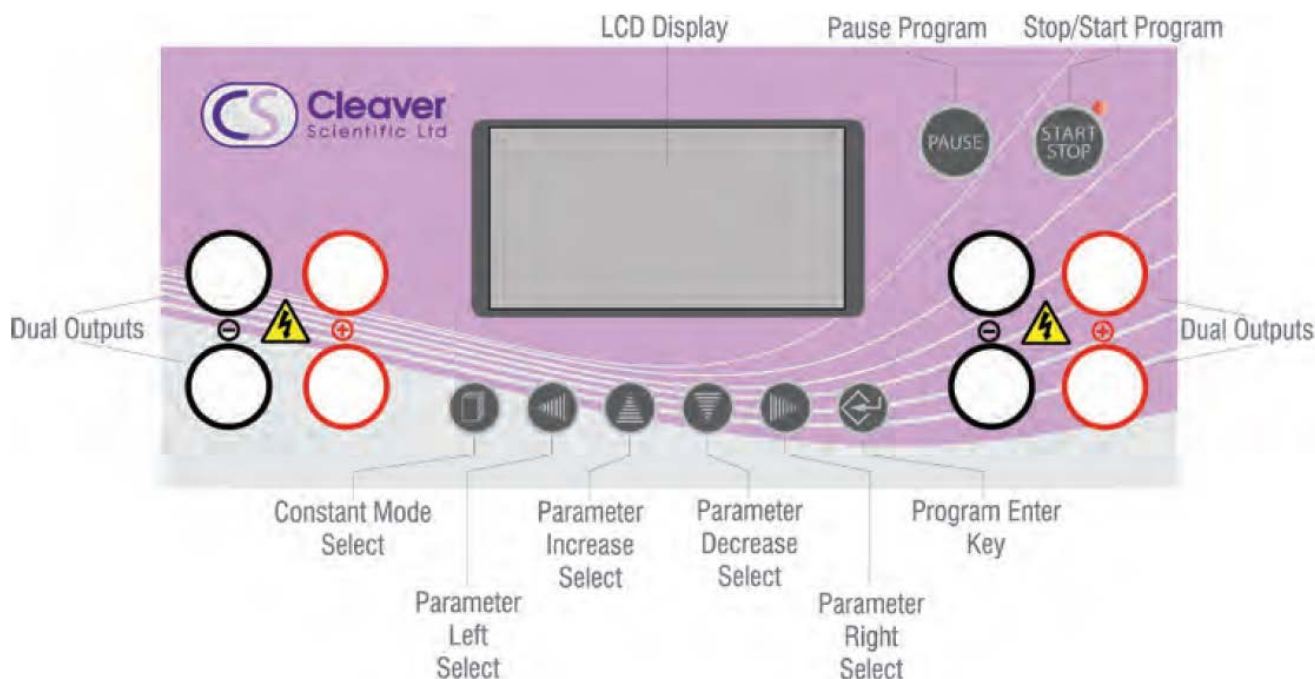 LCD Display
Pause Program
Stop/Start Program
CS Cleaver
Scientific Ltd
PAUSE
START
STOP
Dual Outputs
Dual Outputs
Constant Mode
Select
Parameter
Left
Select
Parameter
Increase
Select
Parameter
Decrease
Select
Parameter
Right
Select
Program Enter
Key